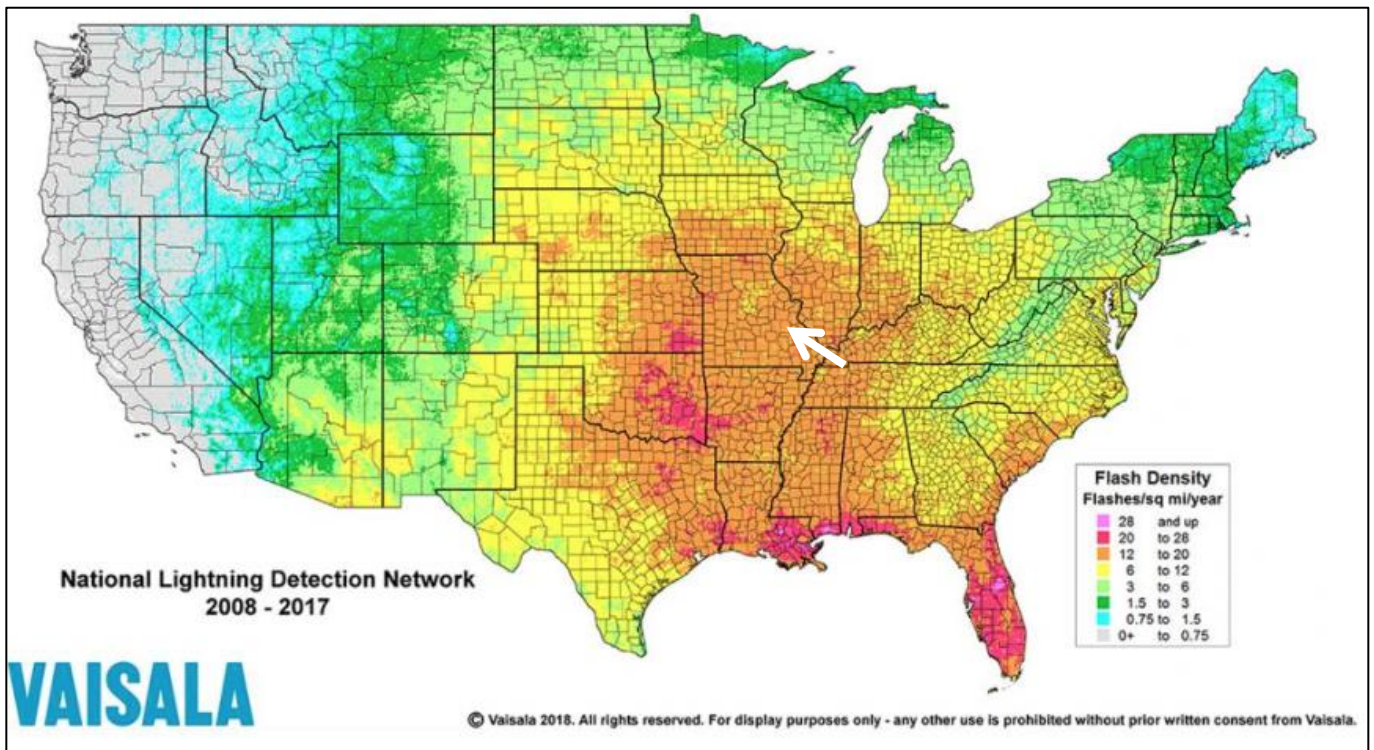 National Lightning Detection Network
2008 - 2017
VAISALA
Flash Density
Flashes/sq mi/year
28 and up
20 to 28
12 to 20
6 to 12
3 to 6
1.5 to 3
0.75 to 1.5
0+ to 0.75
© Vaisala 2018. All rights reserved. For display purposes only - any other use is prohibited without prior written consent from Vaisala.